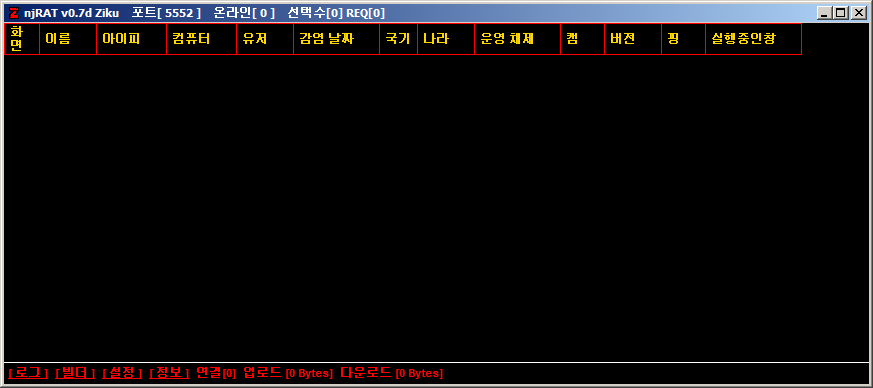 njRAT v0.7d Ziku 포트[ 5552 ] 온라인[ 0 ] 선택수[0] REQ[0]
화면 이름 아이피 컴퓨터 유저 감염 날짜 국기 나라 운영 체제 캠 버젼 핑 실행중인창
[ 로그 ] [ 빌더 ] [ 설정 ] [ 정보 ] 연결[0] 업로드 [0 Bytes] 다운로드 [0 Bytes]